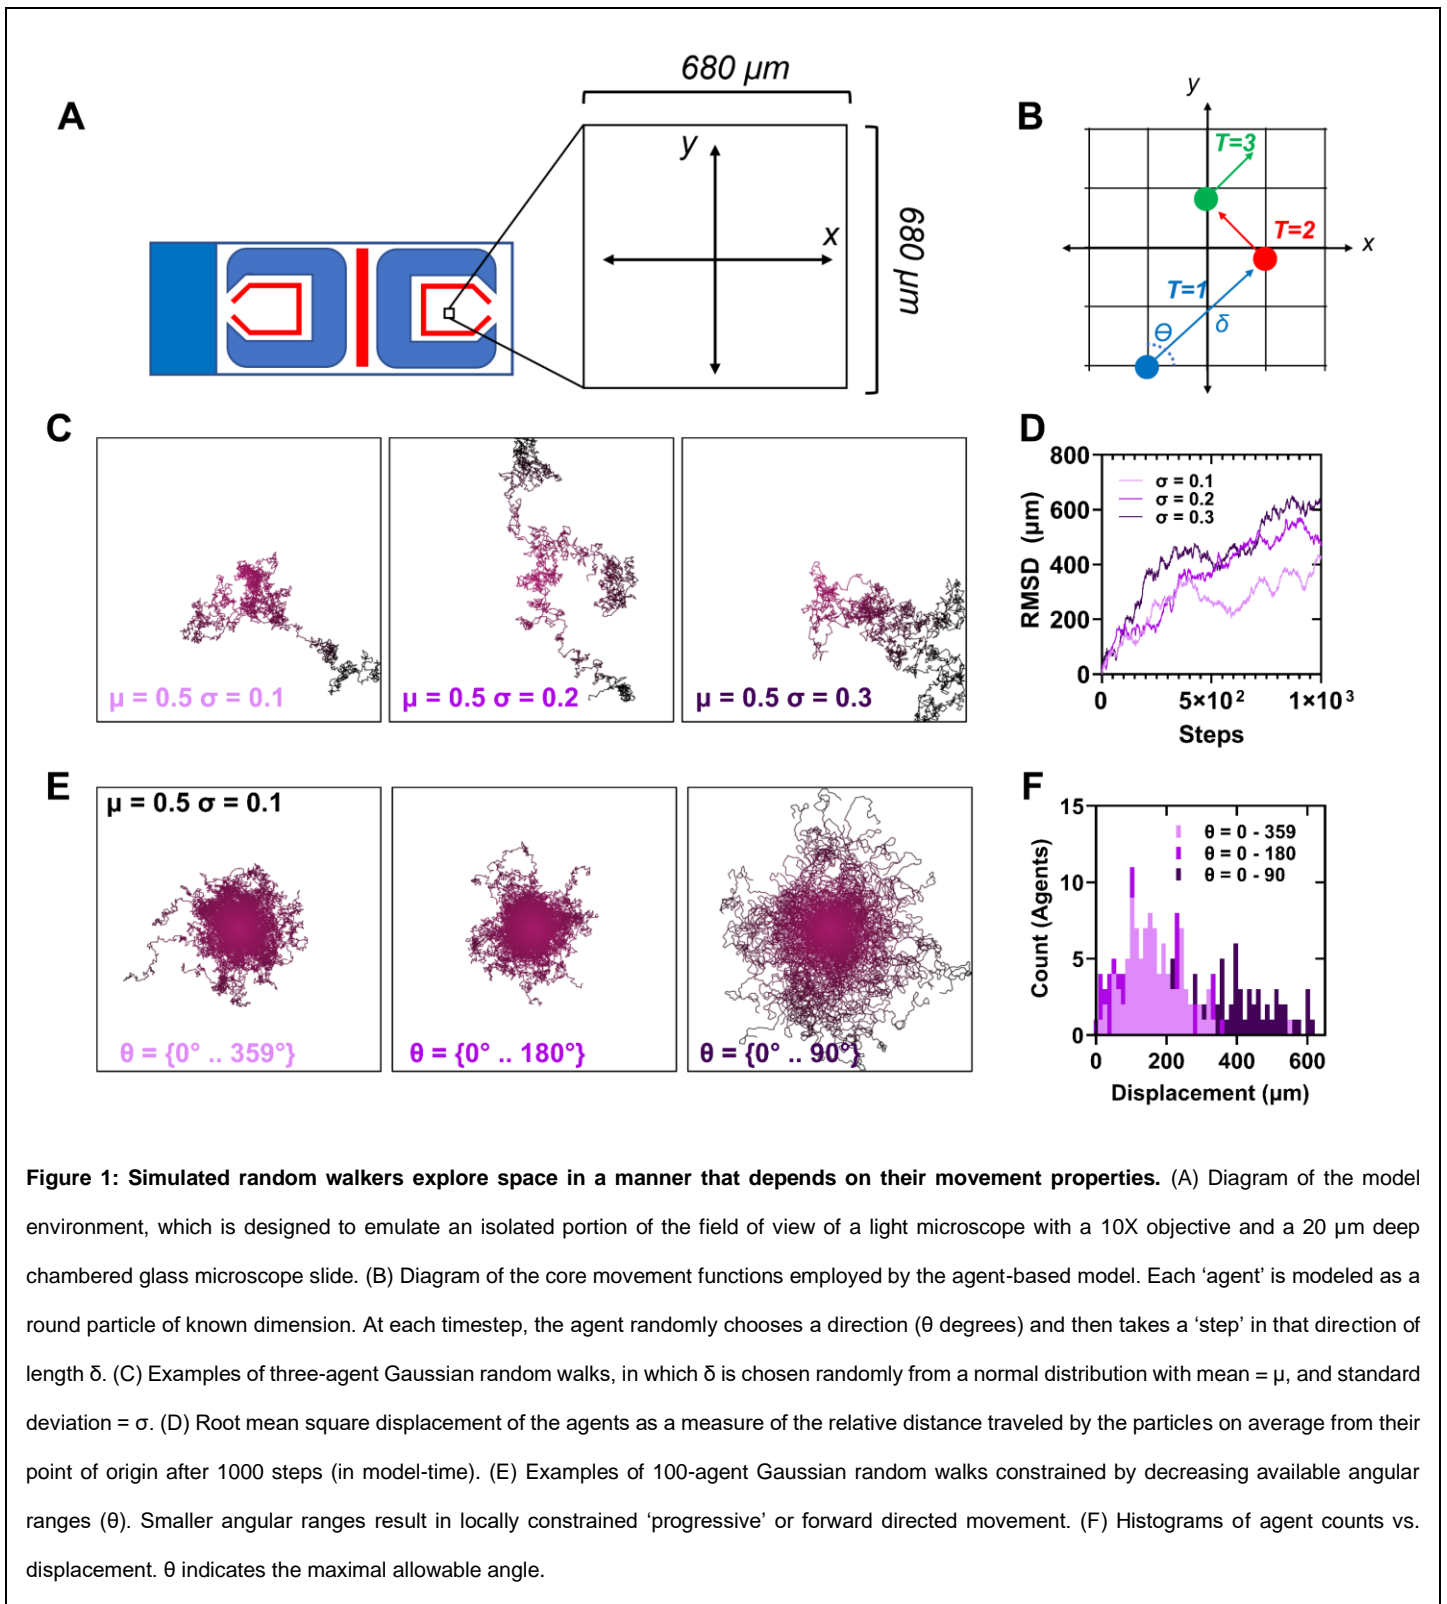 680 µm
A
y
x
680 µm
B
y
T=3
x
T=2
T=1
δ
Θ
C
μ = 0.5 σ = 0.1
μ = 0.5 σ = 0.2
μ = 0.5 σ = 0.3
D
800
600
400
200
0
RMSD (µm)
σ = 0.1
σ = 0.2
σ = 0.3
0
5×10²
1×10³
Steps
E
μ = 0.5 σ = 0.1
θ = {0° .. 359°}
θ = {0° .. 180°}
θ = {0° .. 90°}
F
15
10
5
0
Count (Agents)
θ = 0 - 359
θ = 0 - 180
θ = 0 - 90
0
200
400
600
Displacement (µm)
Figure 1: Simulated random walkers explore space in a manner that depends on their movement properties. (A) Diagram of the model
environment, which is designed to emulate an isolated portion of the field of view of a light microscope with a 10X objective and a 20 µm deep
chambered glass microscope slide. (B) Diagram of the core movement functions employed by the agent-based model. Each ‘agent’ is modeled as a
round particle of known dimension. At each timestep, the agent randomly chooses a direction (θ degrees) and then takes a ‘step’ in that direction of
length δ. (C) Examples of three-agent Gaussian random walks, in which δ is chosen randomly from a normal distribution with mean = μ, and standard
deviation = σ. (D) Root mean square displacement of the agents as a measure of the relative distance traveled by the particles on average from their
point of origin after 1000 steps (in model-time). (E) Examples of 100-agent Gaussian random walks constrained by decreasing available angular
ranges (θ). Smaller angular ranges result in locally constrained ‘progressive’ or forward directed movement. (F) Histograms of agent counts vs.
displacement. θ indicates the maximal allowable angle.